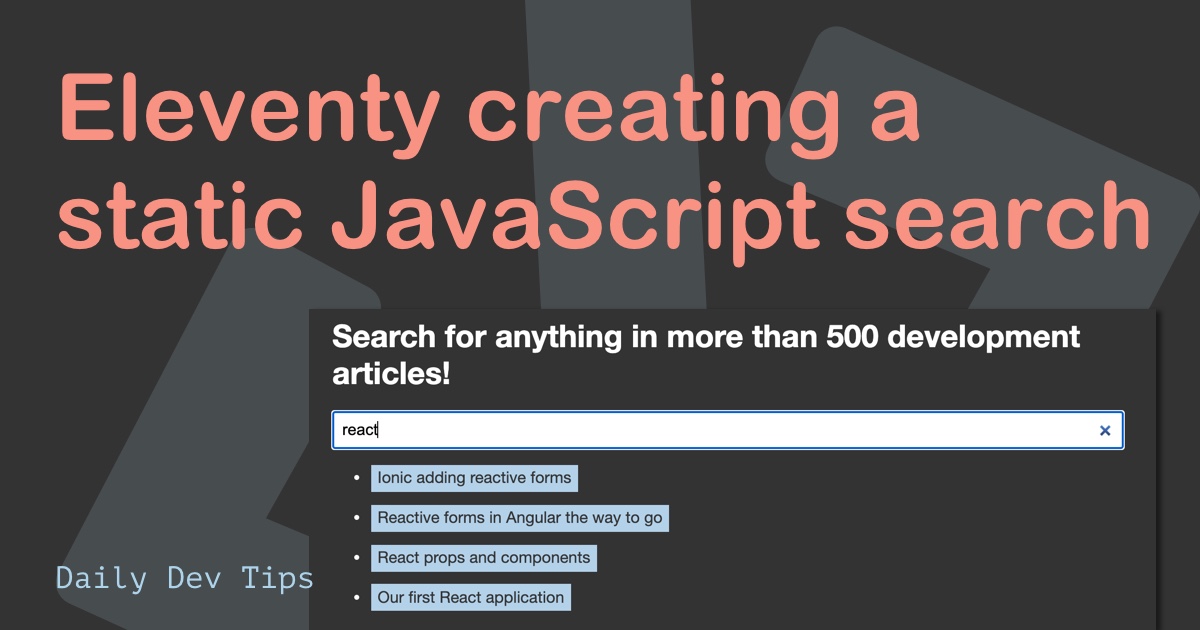 Eleventy creating a
static JavaScript search
Search for anything in more than 500 development
articles!
react
Ionic adding reactive forms
Reactive forms in Angular the way to go
React props and components
Our first React application
Daily Dev Tips